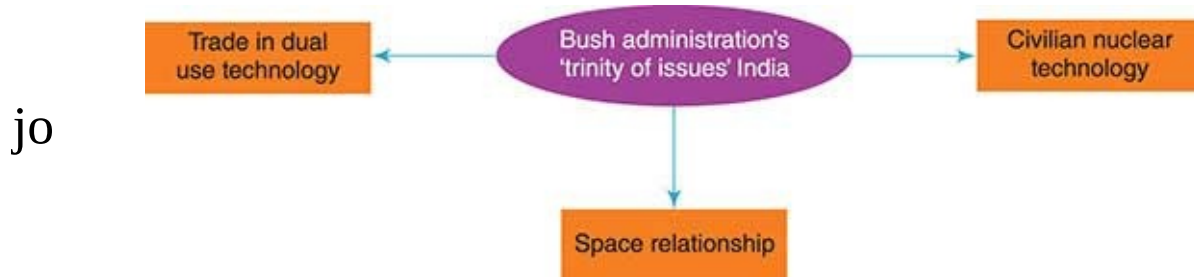 Trade in dual
use technology
Bush administration's
'trinity of issues' India
Civilian nuclear
technology
jo
Space relationship